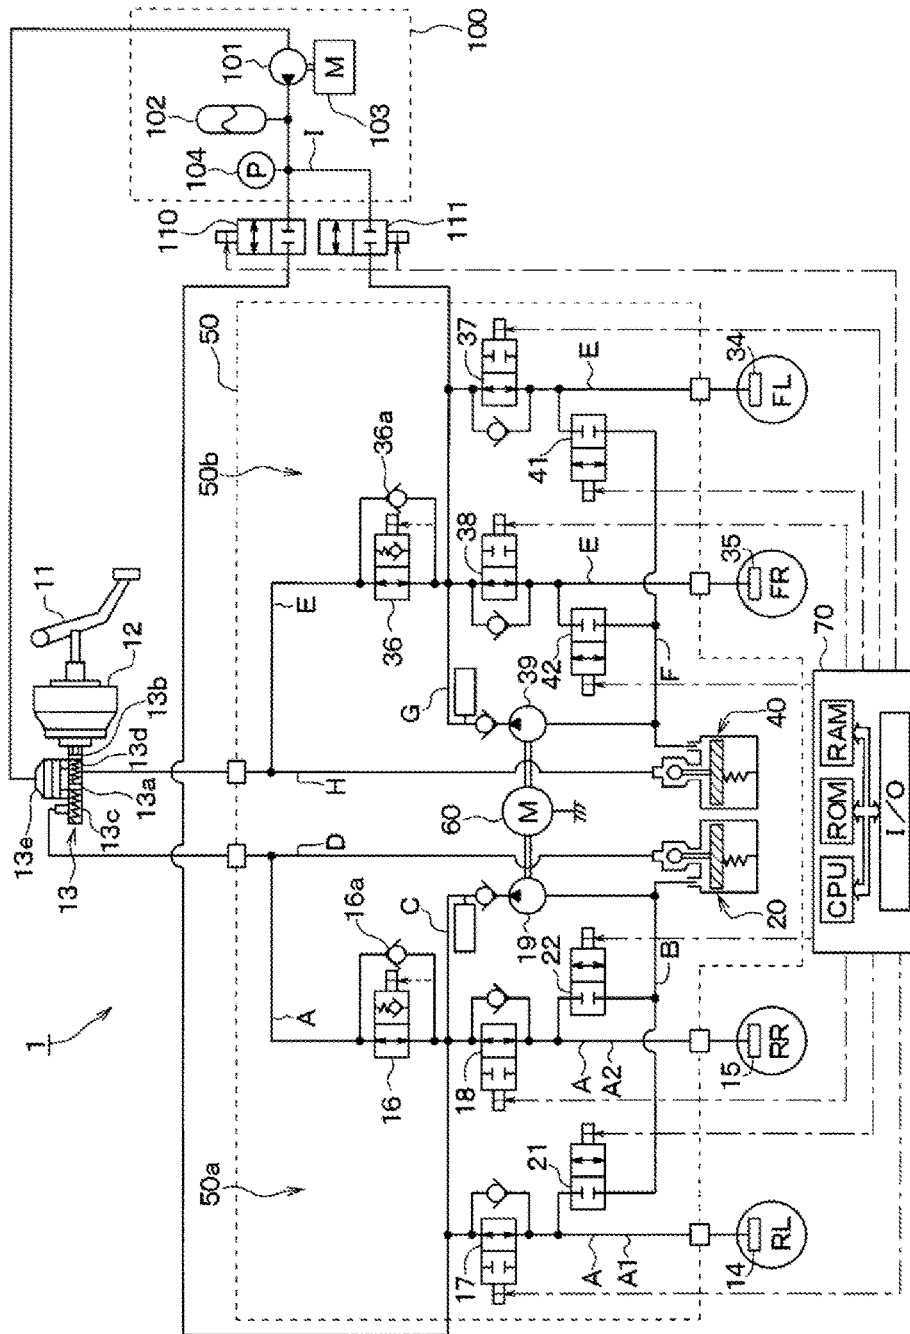 1
11
12
13b
13d
13a
13c
13e
13
100
101
102
103
M
104
P
I
110
111
50
50b
50a
36a
36
E
37
38
E
E
34
FL
41
35
FR
42
F
39
G
H
D
60
M
40
20
C
19
22
B
16a
16
A
18
A
A2
15
RR
21
17
A
A1
14
RL
70
CPU
ROM
RAM
I/O